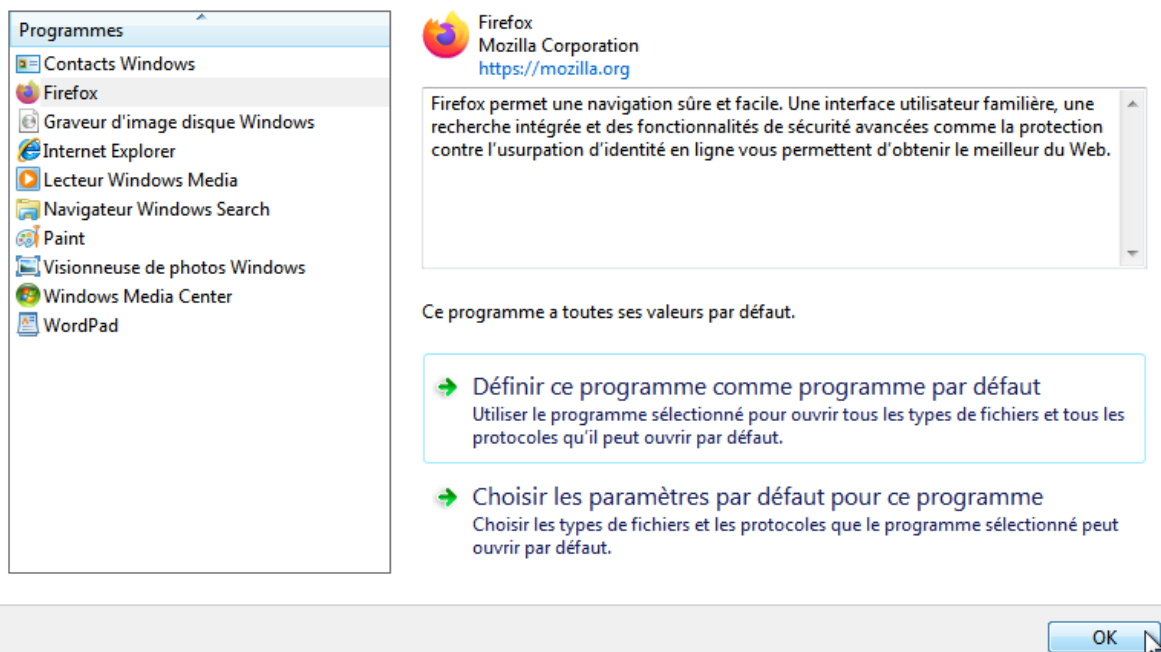 Programmes
Contacts Windows
Firefox
Graveur d'image disque Windows
Internet Explorer
Lecteur Windows Media
Navigateur Windows Search
Paint
Visionneuse de photos Windows
Windows Media Center
WordPad
Firefox
Mozilla Corporation
https://mozilla.org
Firefox permet une navigation sûre et facile. Une interface utilisateur familière, une
recherche intégrée et des fonctionnalités de sécurité avancées comme la protection
contre l’usurpation d’identité en ligne vous permettent d’obtenir le meilleur du Web.
Ce programme a toutes ses valeurs par défaut.
Définir ce programme comme programme par défaut
Utiliser le programme sélectionné pour ouvrir tous les types de fichiers et tous les
protocoles qu'il peut ouvrir par défaut.
Choisir les paramètres par défaut pour ce programme
Choisir les types de fichiers et les protocoles que le programme sélectionné peut
ouvrir par défaut.
OK